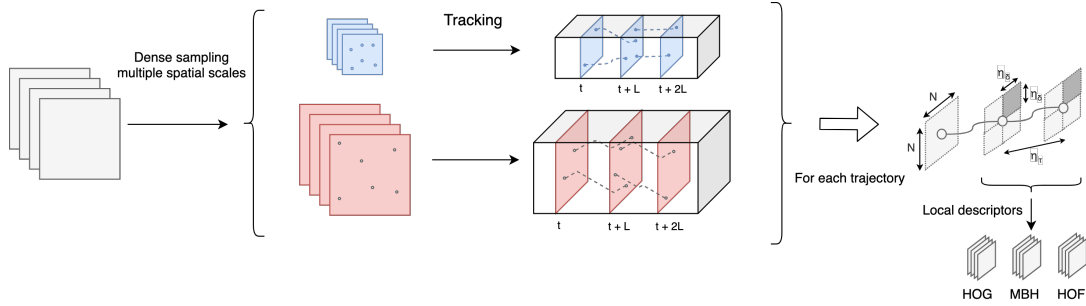 Dense sampling
multiple spatial scales
Tracking
t
t + L
t + 2L
t
t + L
t + 2L
For each trajectory
N
N
η
η
η
Local descriptors
HOG
MBH
HOF